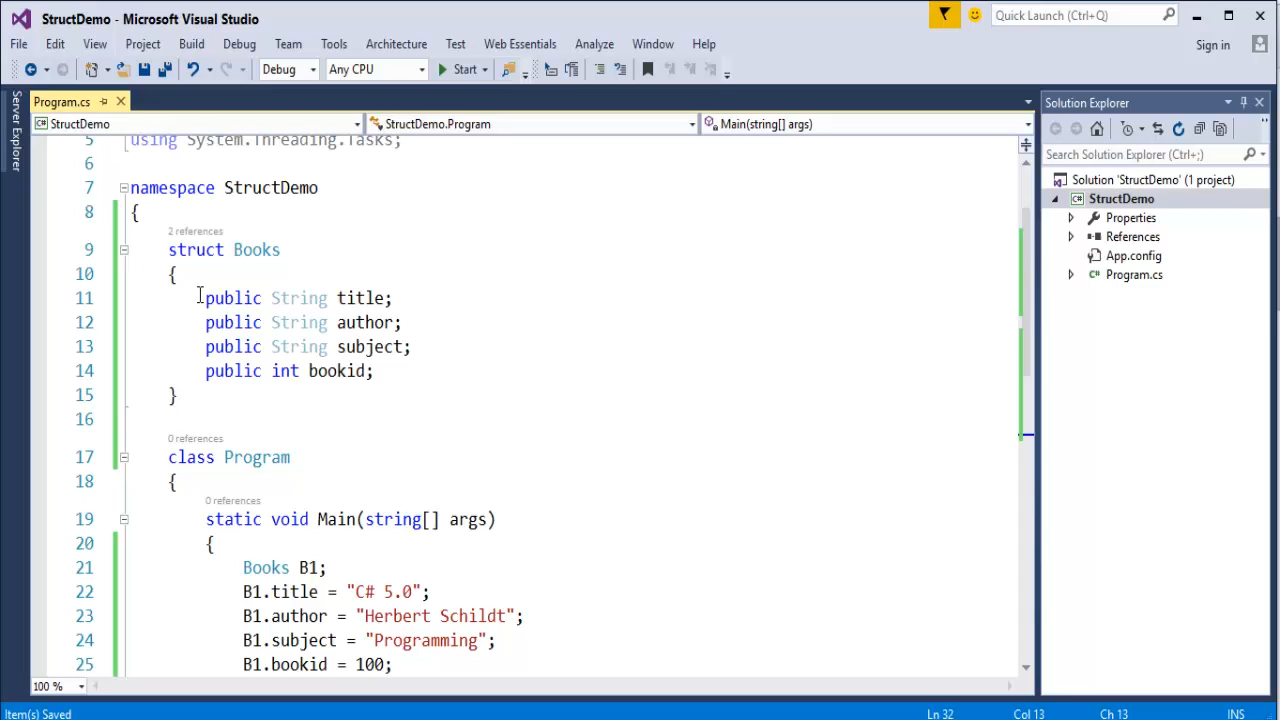 StructDemo - Microsoft Visual Studio
Quick Launch (Ctrl+Q)
File Edit View Project Build Debug Team Tools Architecture Test Web Essentials Analyze Window Help
Sign in
Debug Any CPU Start
Program.cs
Server Explorer
StructDemo StructDemo.Program Main(string[] args)
5 using System.Threading.Tasks;
6
7 namespace StructDemo
8 {
2 references
9 struct Books
10 {
11 public String title;
12 public String author;
13 public String subject;
14 public int bookid;
15 }
16
0 references
17 class Program
18 {
0 references
19 static void Main(string[] args)
20 {
21 Books B1;
22 B1.title = "C# 5.0";
23 B1.author = "Herbert Schildt";
24 B1.subject = "Programming";
25 B1.bookid = 100;
100 %
Solution Explorer
Search Solution Explorer (Ctrl+;)
Solution 'StructDemo' (1 project)
C# StructDemo
Properties
References
App.config
C# Program.cs
Item(s) Saved Ln 32 Col 13 Ch 13 INS